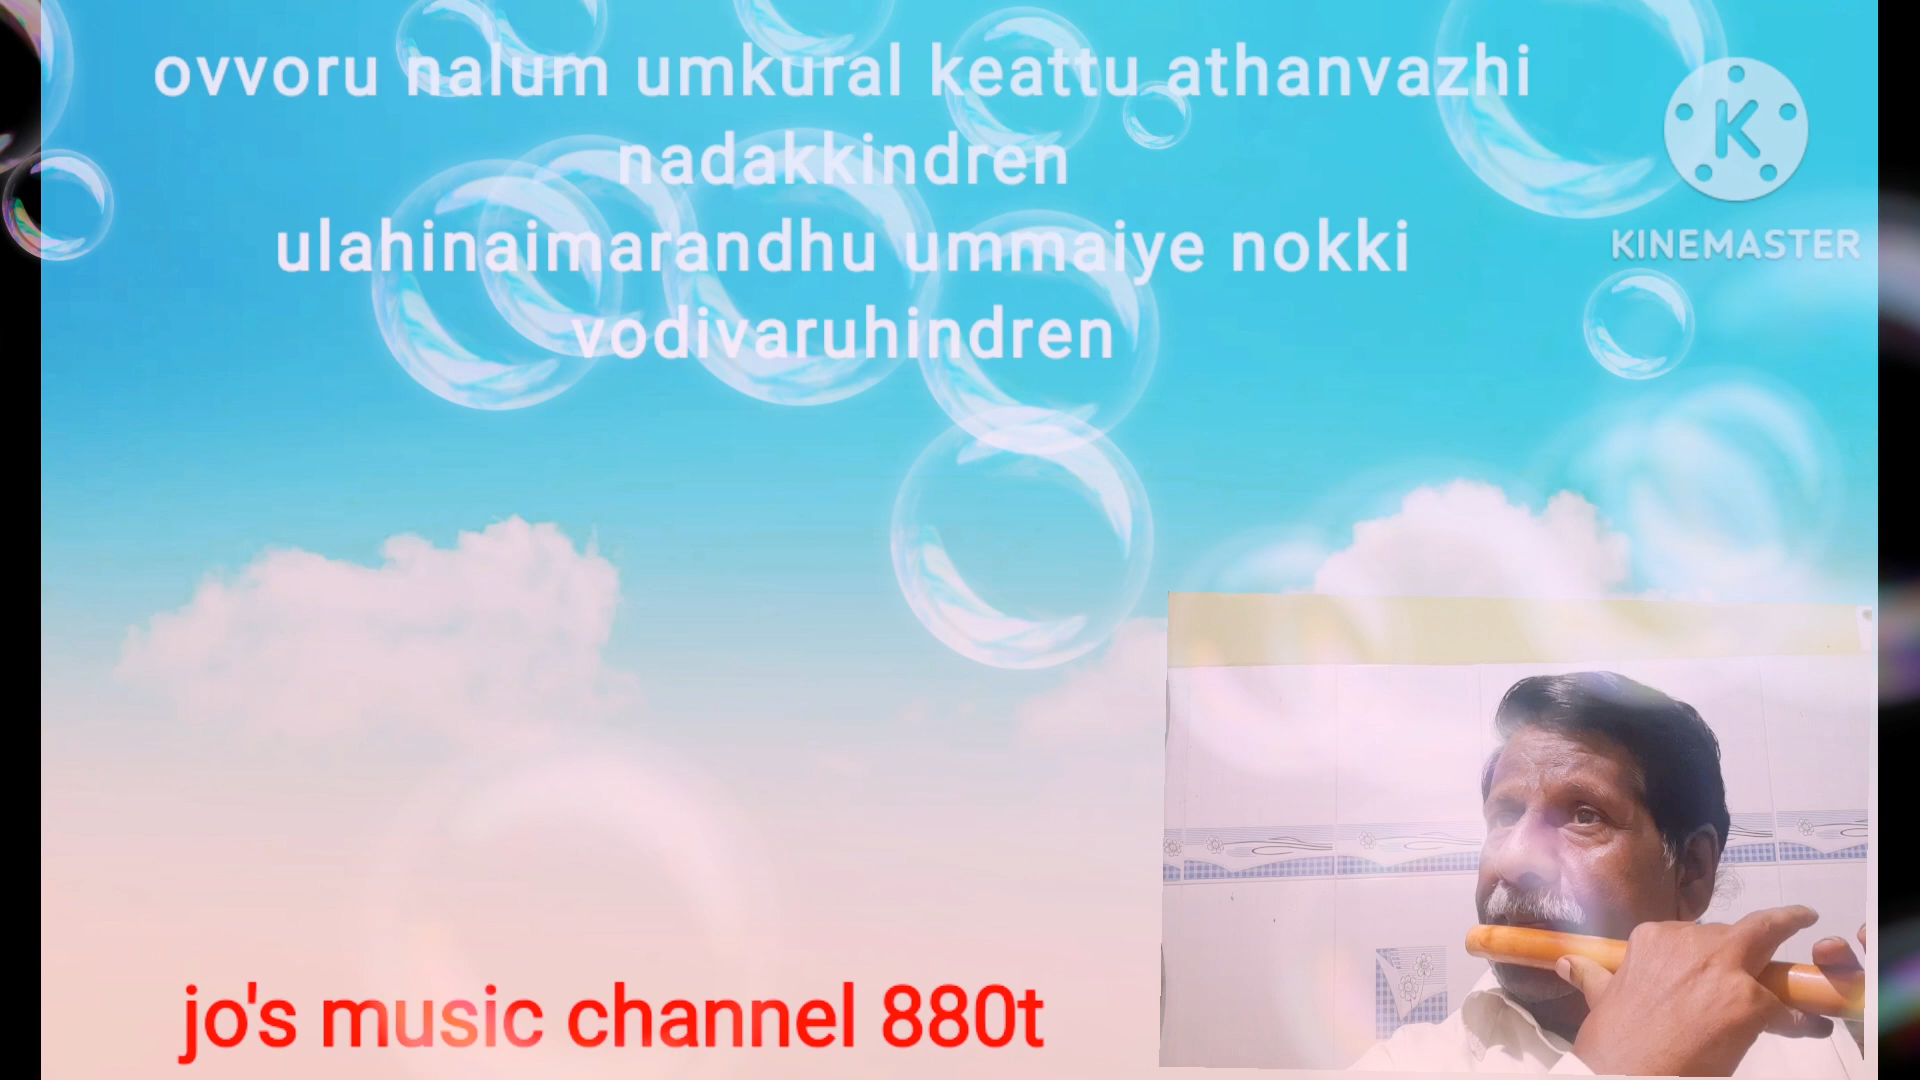 ovvoru nalum umkural keattu athanvazhi
nadakkindren
ulahinaimarandhu ummaiye nokki
vodivaruhindren
K
KINEMASTER
jo's music channel 880t